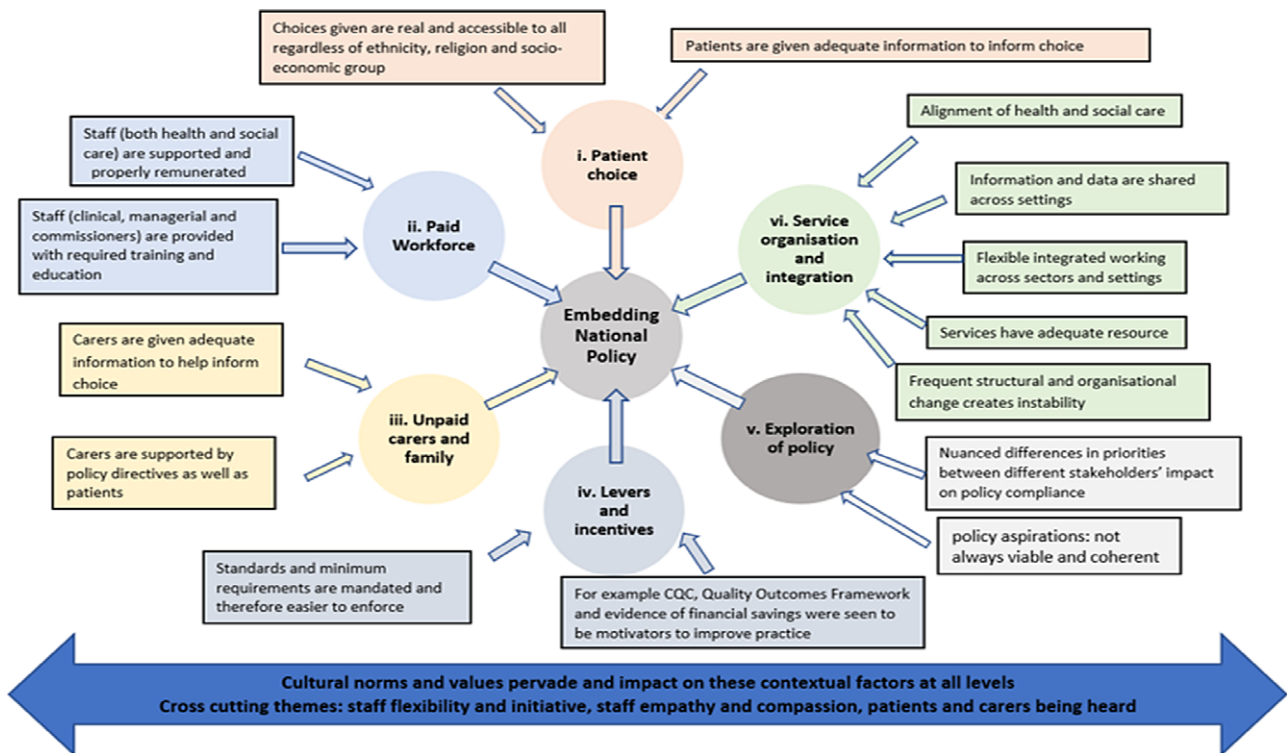 Choices given are real and accessible to all
regardless of ethnicity, religion and socio-
economic group
Patients are given adequate information to inform choice
i. Patient
choice
Staff (both health and social
care) are supported and
properly remunerated
Staff (clinical, managerial and
commissioners) are provided
with required training and
education
ii. Paid
Workforce
Alignment of health and social care
Information and data are shared
across settings
Flexible integrated working
across sectors and settings
Services have adequate resource
Frequent structural and organisational
change creates instability
vi. Service
organisation
and
integration
Embedding
National
Policy
Carers are given adequate
information to help inform
choice
Carers are supported by
policy directives as well as
patients
iii. Unpaid
carers and
family
iv. Levers
and
incentives
v. Exploration
of policy
Nuanced differences in priorities
between different stakeholders’ impact
on policy compliance
policy aspirations: not
always viable and coherent
Standards and minimum
requirements are mandated and
therefore easier to enforce
For example CQC, Quality Outcomes Framework
and evidence of financial savings were seen to
be motivators to improve practice
Cultural norms and values pervade and impact on these contextual factors at all levels
Cross cutting themes: staff flexibility and initiative, staff empathy and compassion, patients and carers being heard